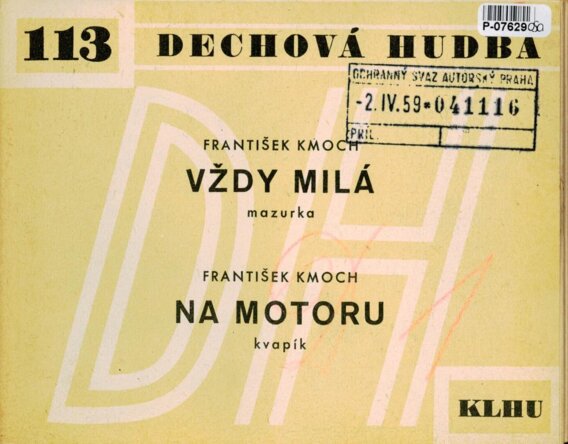 P-07629
113 DECHOVÁ HUDBA
OCHRANNÝ SVAZ AUTORSKÝ PRAHA
-2.IV.59*041116
PŘÍL.
FRANTIŠEK KMOCH
VŽDY MILÁ
mazurka
FRANTIŠEK KMOCH
NA MOTORU
kvapík
DH
KLHU